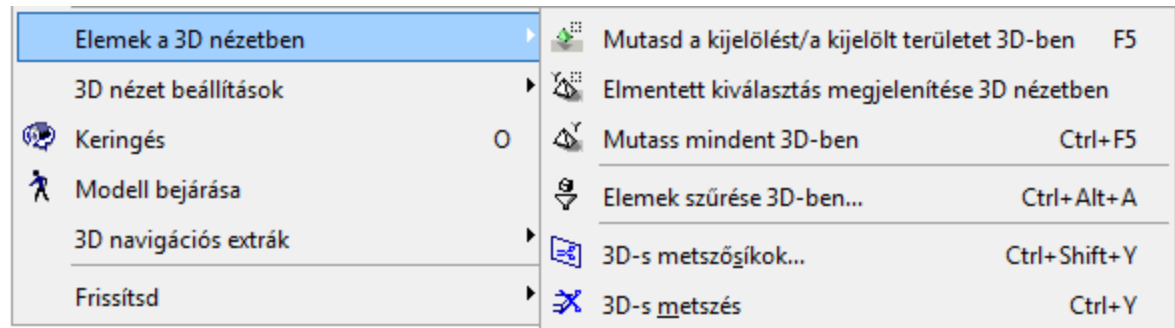 Elemek a 3D nézetben
3D nézet beállítások
Keringés O
Modell bejárása
3D navigációs extrák
Frissítsd
Mutasd a kijelölést/a kijelölt területet 3D-ben F5
Elmentett kiválasztás megjelenítése 3D nézetben
Mutass mindent 3D-ben Ctrl+F5
Elemek szűrése 3D-ben... Ctrl+Alt+A
3D-s metszősíkok... Ctrl+Shift+Y
3D-s metszés Ctrl+Y